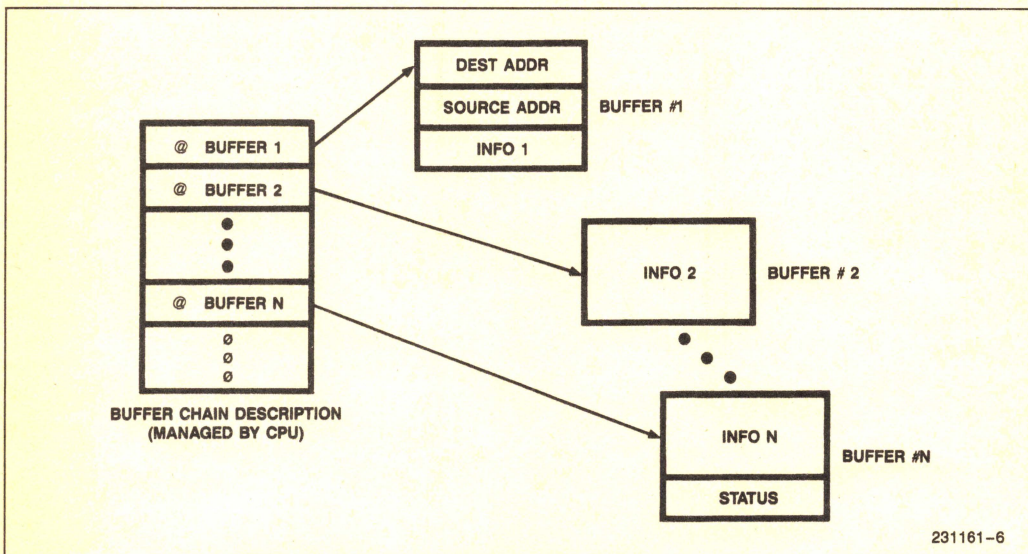 DEST ADDR
SOURCE ADDR
INFO 1
BUFFER #1
@ BUFFER 1
@ BUFFER 2
@ BUFFER N
Ø
Ø
Ø
BUFFER CHAIN DESCRIPTION
(MANAGED BY CPU)
INFO 2
BUFFER # 2
INFO N
STATUS
BUFFER #N
231161-6